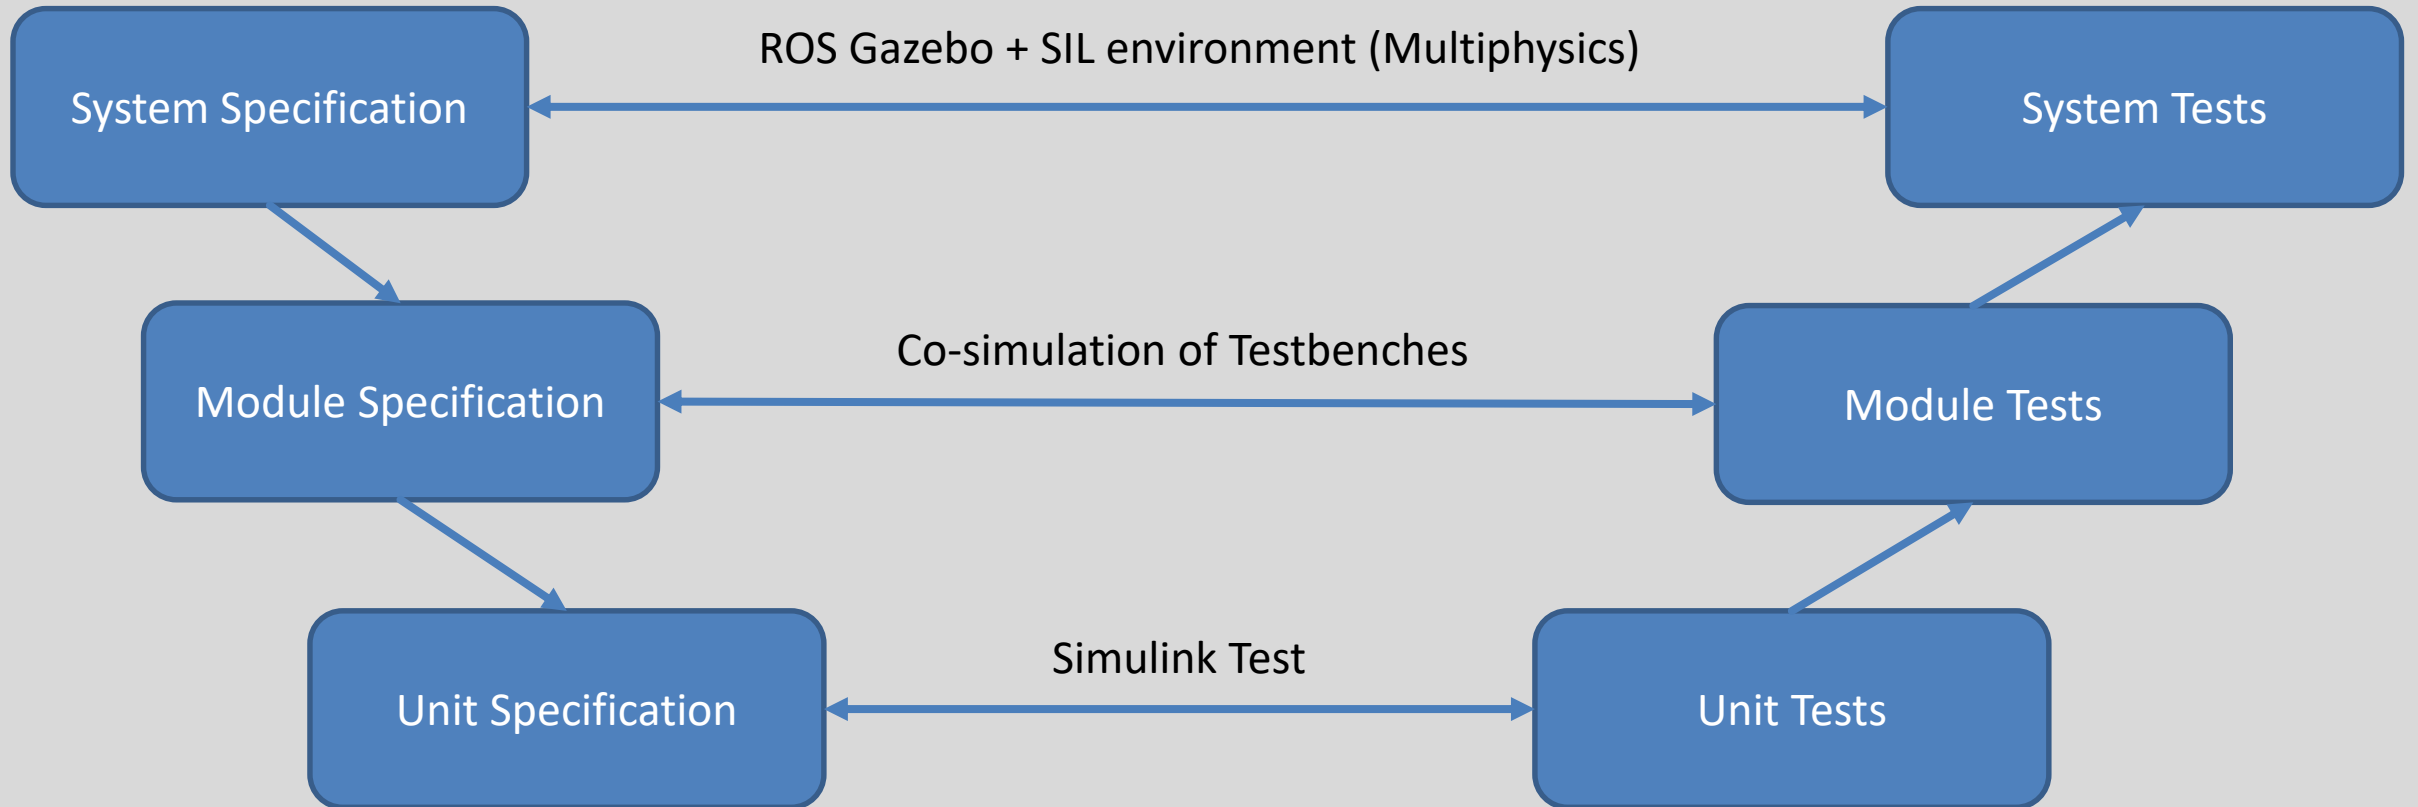 ROS Gazebo + SIL environment (Multiphysics)
System Specification
System Tests
Co-simulation of Testbenches
Module Specification
Module Tests
Simulink Test
Unit Specification
Unit Tests